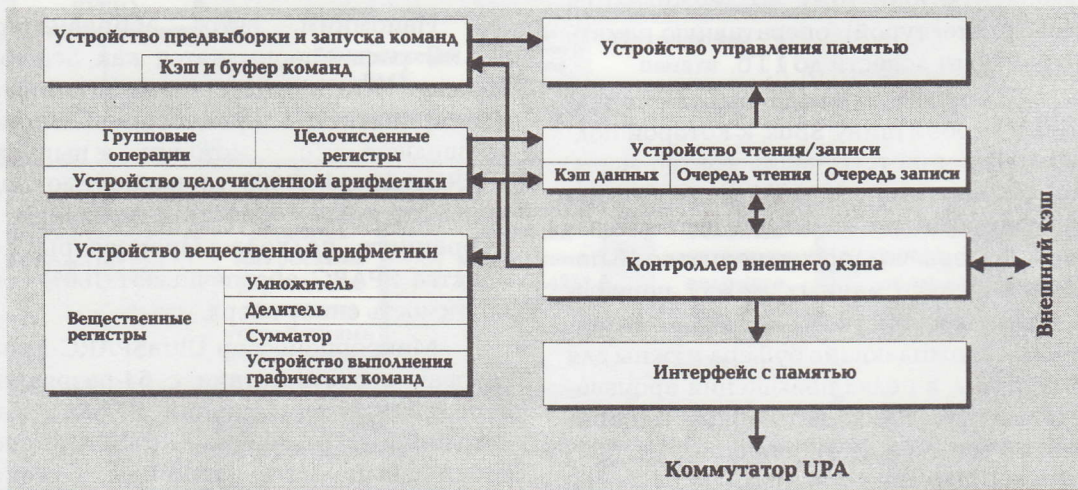 Устройство предвыборки и запуска команд
Кэш и буфер команд
Устройство управления памятью
Групповые
операции
Целочисленные
регистры
Устройство целочисленной арифметики
Устройство чтения/записи
Кэш данных
Очередь чтения
Очередь записи
Устройство вещественной арифметики
Вещественные
регистры
Умножитель
Делитель
Сумматор
Устройство выполнения
графических команд
Контроллер внешнего кэша
Внешний кэш
Интерфейс с памятью
Коммутатор UPA